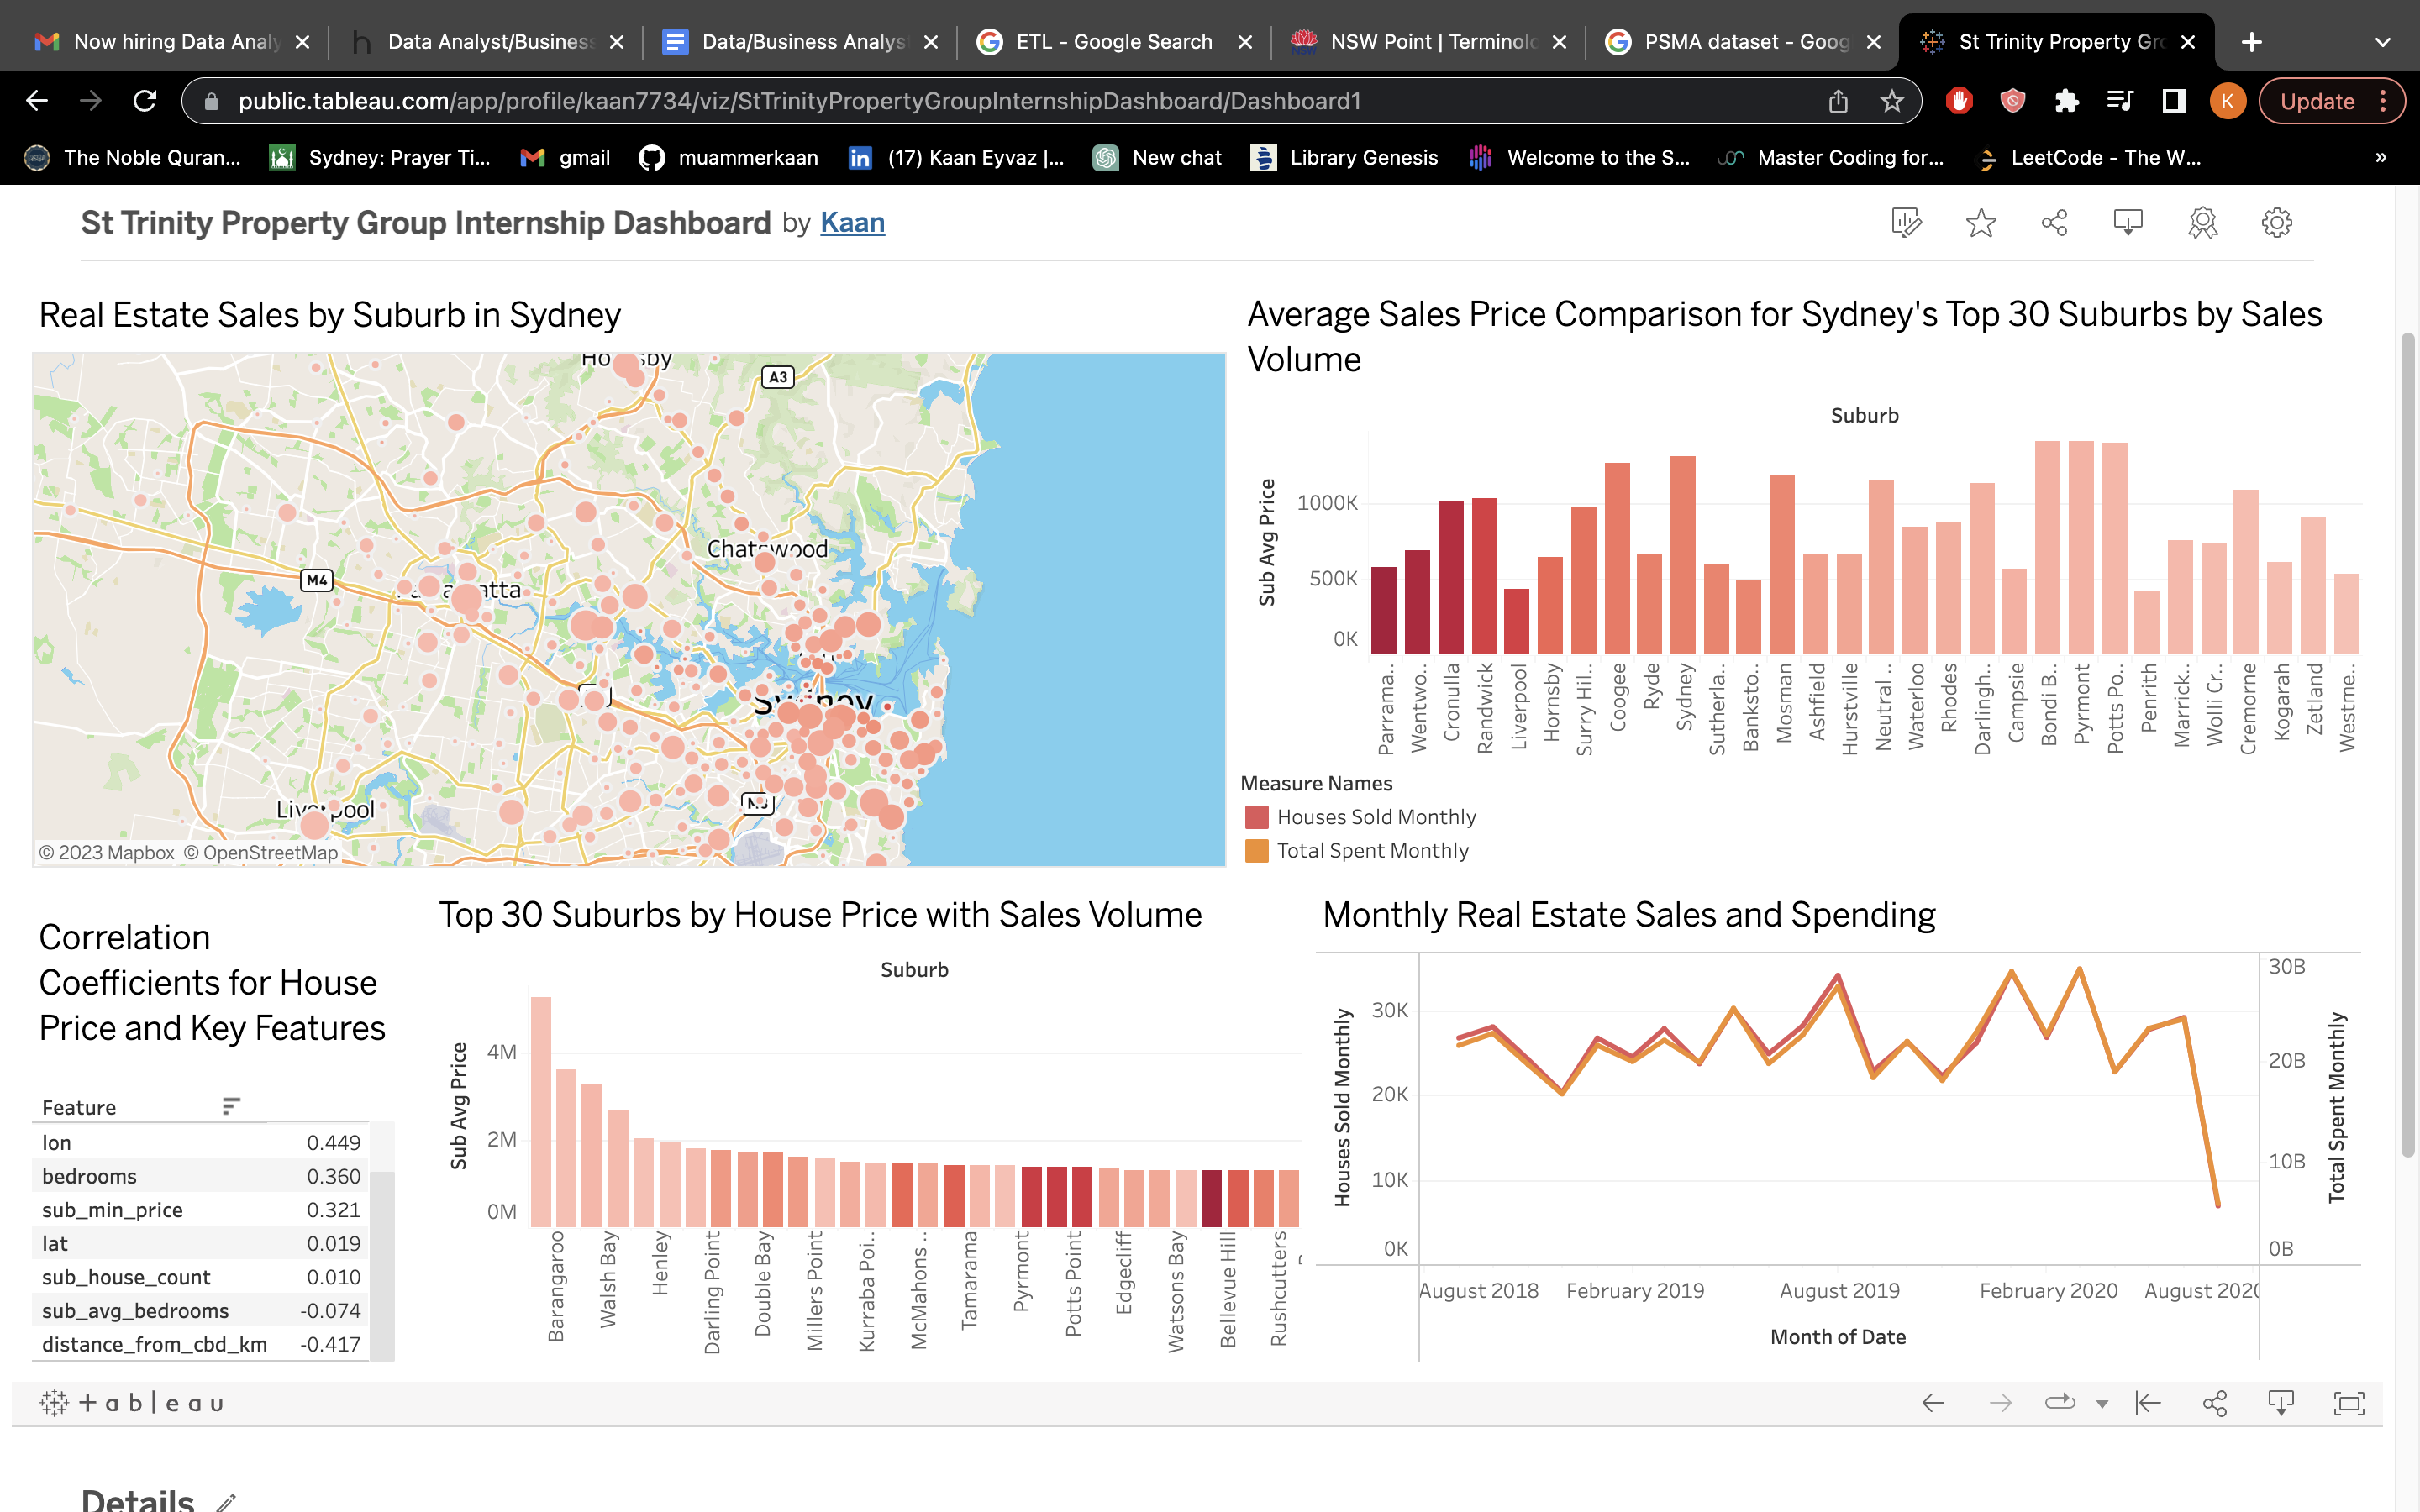 Now hiring Data Analy
Data Analyst/Business
Data/Business Analys
ETL - Google Search
NSW Point | Terminolo
PSMA dataset - Goog
St Trinity Property Gro
public.tableau.com/app/profile/kaan7734/viz/StTrinityPropertyGroupInternshipDashboard/Dashboard1
K
Update
The Noble Quran...
Sydney: Prayer Ti...
gmail
muammerkaan
(17) Kaan Eyvaz |...
New chat
Library Genesis
Welcome to the S...
Master Coding for...
LeetCode - The W...
»
St Trinity Property Group Internship Dashboard by Kaan
Real Estate Sales by Suburb in Sydney
A3
Chatswood
M4
Sydney
Liverpool
© 2023 Mapbox © OpenStreetMap
Average Sales Price Comparison for Sydney's Top 30 Suburbs by Sales
Volume
Suburb
Sub Avg Price
1000K
500K
0K
Parrama..
Wentwo..
Cronulla
Randwick
Liverpool
Hornsby
Surry Hil..
Coogee
Ryde
Sydney
Sutherla..
Banksto..
Mosman
Ashfield
Hurstville
Neutral ..
Waterloo
Rhodes
Darlingh..
Campsie
Bondi B..
Pyrmont
Potts Po..
Penrith
Marrick..
Wolli Cr..
Cremorne
Kogarah
Zetland
Westme..
Measure Names
Houses Sold Monthly
Total Spent Monthly
Correlation
Coefficients for House
Price and Key Features
Feature
lon 0.449
bedrooms 0.360
sub_min_price 0.321
lat 0.019
sub_house_count 0.010
sub_avg_bedrooms -0.074
distance_from_cbd_km -0.417
Top 30 Suburbs by House Price with Sales Volume
Suburb
Sub Avg Price
4M
2M
0M
Barangaroo
Walsh Bay
Henley
Darling Point
Double Bay
Millers Point
Kurraba Poi..
McMahons ..
Tamarama
Pyrmont
Potts Point
Edgecliff
Watsons Bay
Bellevue Hill
Rushcutters
Monthly Real Estate Sales and Spending
Houses Sold Monthly
30K
20K
10K
0K
30B
20B
10B
0B
Total Spent Monthly
August 2018
February 2019
August 2019
February 2020
August 2020
Month of Date
+ableau
Details